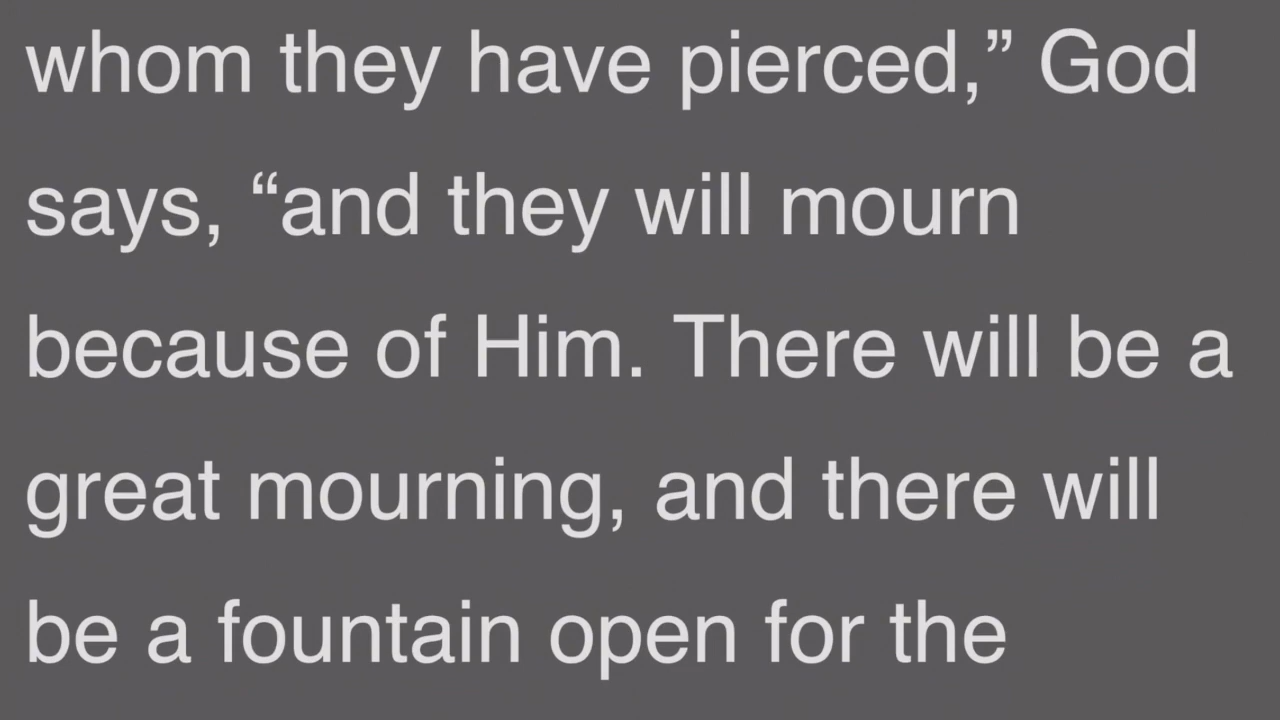 whom they have pierced,” God
says, “and they will mourn
because of Him. There will be a
great mourning, and there will
be a fountain open for the